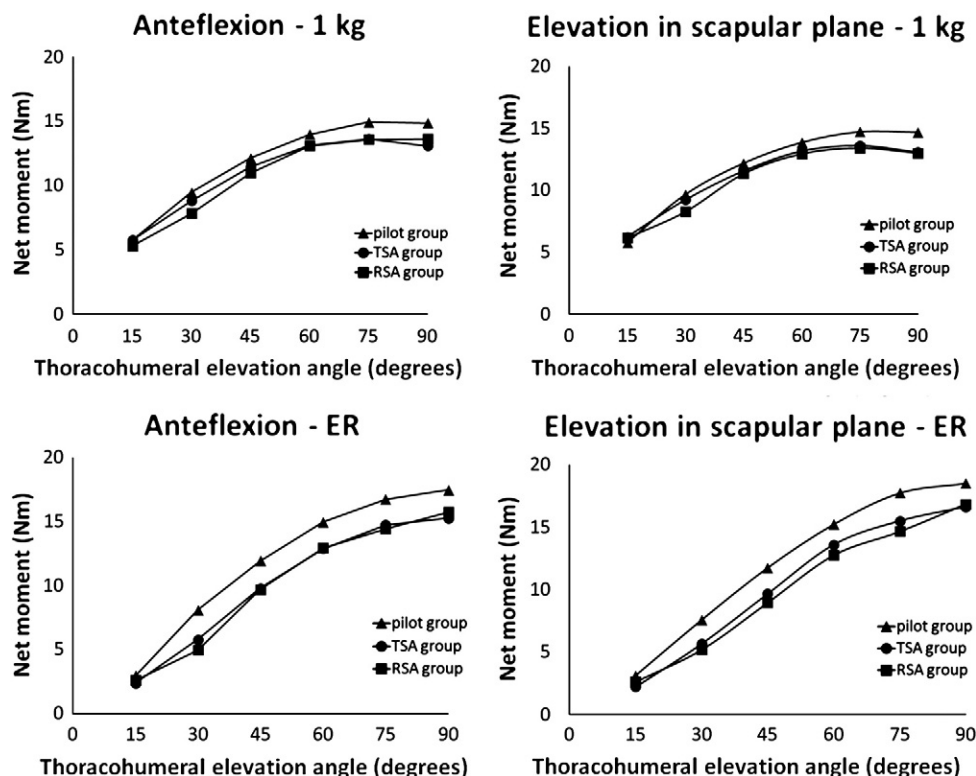 Anteflexion - 1 kg
Net moment (Nm)
20
15
10
5
0
pilot group
TSA group
RSA group
0 15 30 45 60 75 90
Thoracohumeral elevation angle (degrees)
Elevation in scapular plane - 1 kg
Net moment (Nm)
20
15
10
5
0
pilot group
TSA group
RSA group
0 15 30 45 60 75 90
Thoracohumeral elevation angle (degrees)
Anteflexion - ER
Net moment (Nm)
20
15
10
5
0
pilot group
TSA group
RSA group
0 15 30 45 60 75 90
Thoracohumeral elevation angle (degrees)
Elevation in scapular plane - ER
Net moment (Nm)
20
15
10
5
0
pilot group
TSA group
RSA group
0 15 30 45 60 75 90
Thoracohumeral elevation angle (degrees)